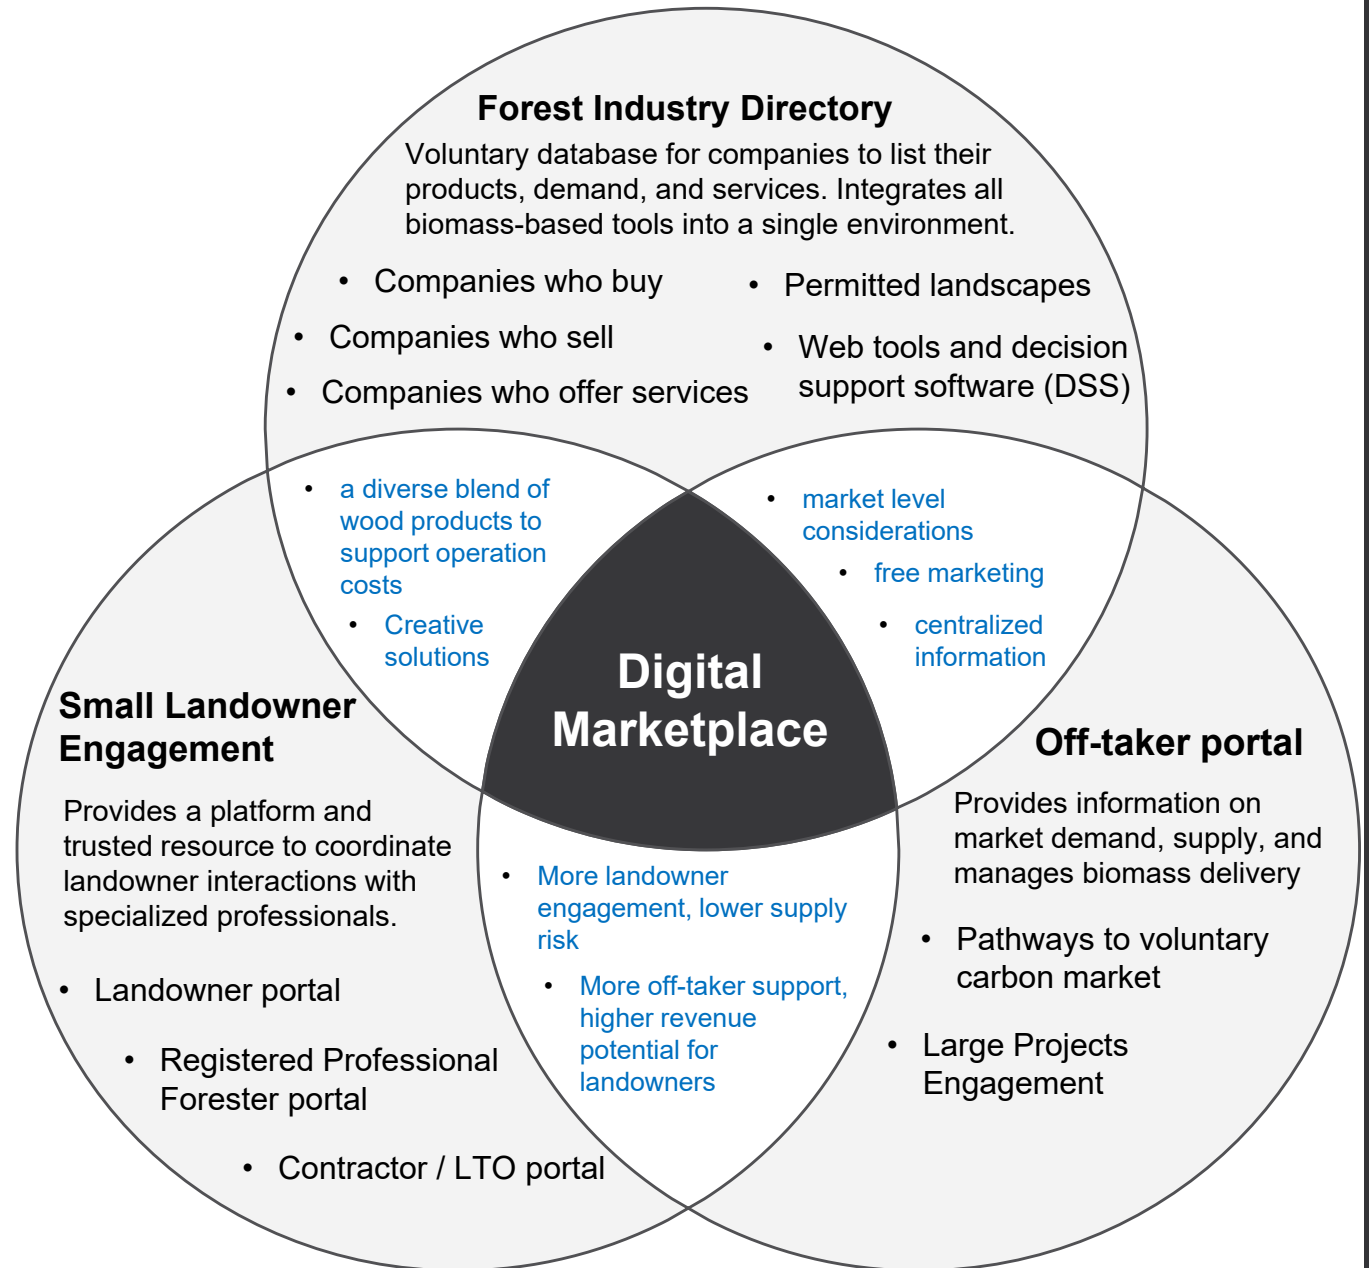 Forest Industry Directory
Voluntary database for companies to list their
products, demand, and services. Integrates all
biomass-based tools into a single environment.
• Companies who buy
• Companies who sell
• Companies who offer services
• Permitted landscapes
• Web tools and decision
support software (DSS)
• a diverse blend of
wood products to
support operation
costs
• Creative
solutions
• market level
considerations
• free marketing
• centralized
information
Digital
Marketplace
Small Landowner
Engagement
Provides a platform and
trusted resource to coordinate
landowner interactions with
specialized professionals.
• Landowner portal
• Registered Professional
Forester portal
• Contractor / LTO portal
• More landowner
engagement, lower supply
risk
• More off-taker support,
higher revenue
potential for
landowners
Off-taker portal
Provides information on
market demand, supply, and
manages biomass delivery
• Pathways to voluntary
carbon market
• Large Projects
Engagement